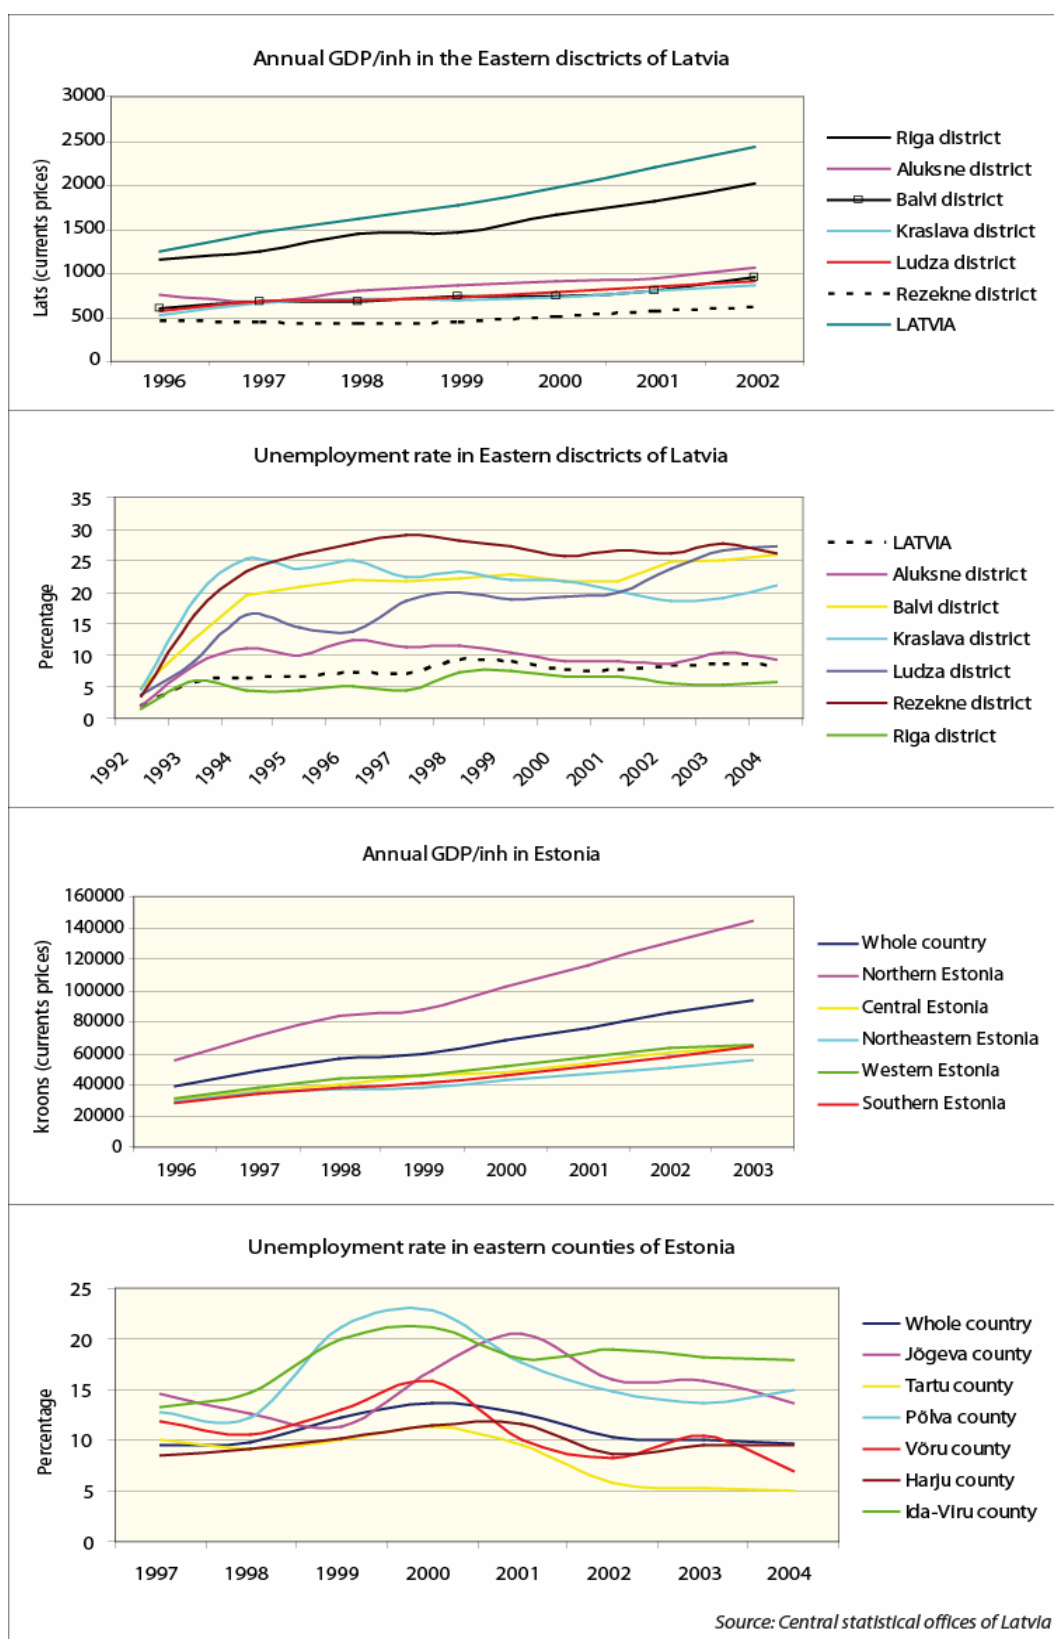 Annual GDP/inh in the Eastern disctricts of Latvia
Lats (currents prices)
3000
2500
2000
1500
1000
500
0
1996 1997 1998 1999 2000 2001 2002
Riga district
Aluksne district
Balvi district
Kraslava district
Ludza district
Rezekne district
LATVIA
Unemployment rate in Eastern disctricts of Latvia
Percentage
35
30
25
20
15
10
5
0
1992 1993 1994 1995 1996 1997 1998 1999 2000 2001 2002 2003 2004
LATVIA
Aluksne district
Balvi district
Kraslava district
Ludza district
Rezekne district
Riga district
Annual GDP/inh in Estonia
kroons (currents prices)
160000
140000
120000
100000
80000
60000
40000
20000
0
1996 1997 1998 1999 2000 2001 2002 2003
Whole country
Northern Estonia
Central Estonia
Northeastern Estonia
Western Estonia
Southern Estonia
Unemployment rate in eastern counties of Estonia
Percentage
25
20
15
10
5
0
1997 1998 1999 2000 2001 2002 2003 2004
Whole country
Jõgeva county
Tartu county
Põlva county
Võru county
Harju county
Ida-Viru county
Source: Central statistical offices of Latvia